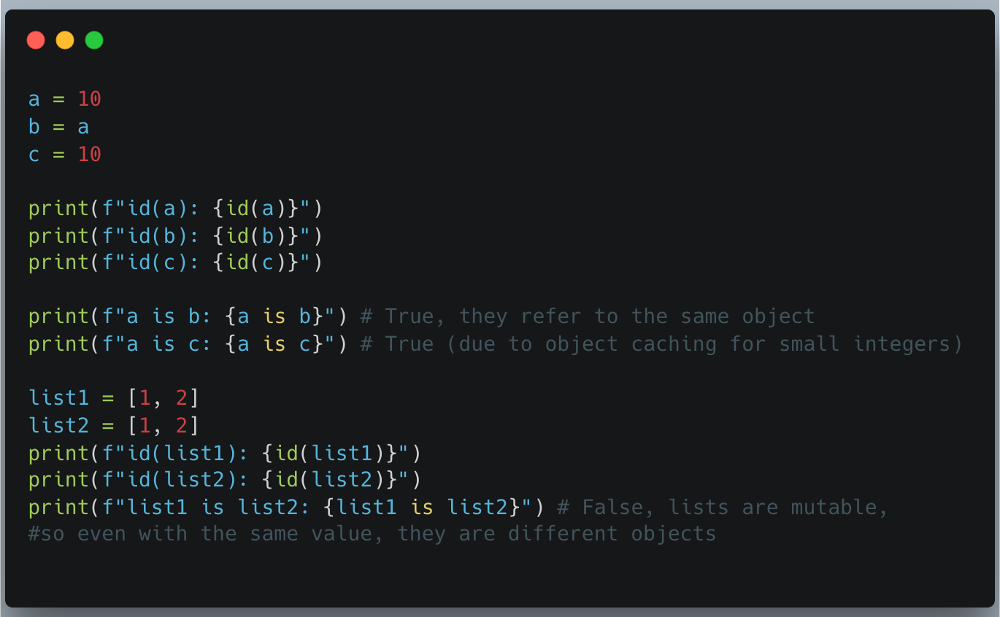 a = 10
b = a
c = 10
print(f"id(a): {id(a)}")
print(f"id(b): {id(b)}")
print(f"id(c): {id(c)}")
print(f"a is b: {a is b}") # True, they refer to the same object
print(f"a is c: {a is c}") # True (due to object caching for small integers)
list1 = [1, 2]
list2 = [1, 2]
print(f"id(list1): {id(list1)}")
print(f"id(list2): {id(list2)}")
print(f"list1 is list2: {list1 is list2}") # False, lists are mutable,
#so even with the same value, they are different objects